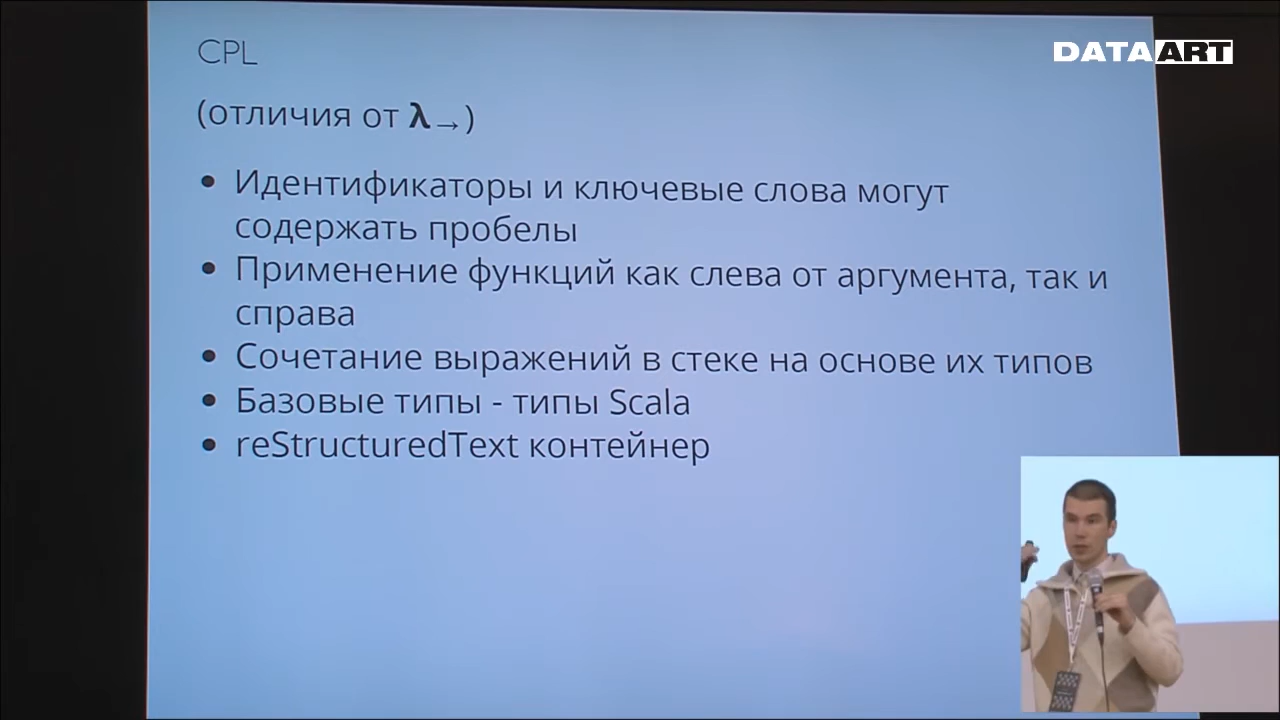 CPL
DATAART
(отличия от λ→)
• Идентификаторы и ключевые слова могут
содержать пробелы
• Применение функций как слева от аргумента, так и
справа
• Сочетание выражений в стеке на основе их типов
• Базовые типы - типы Scala
• reStructuredText контейнер